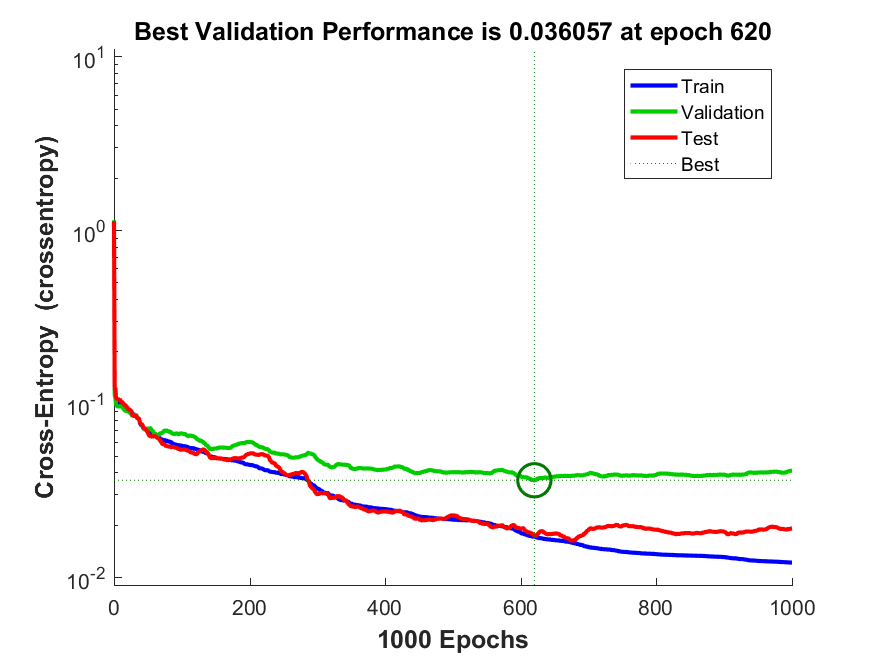 Best Validation Performance is 0.036057 at epoch 620
Cross-Entropy (crossentropy)
10^1
10^0
10^-1
10^-2
Train
Validation
Test
Best
0
200
400
600
800
1000
1000 Epochs